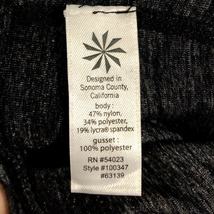 Designed in
Sonoma County,
California
body :
47% nylon,
34% polyester,
19% lycra® spandex
gusset :
100% polyester
RN #54023
Style #100347
#63139